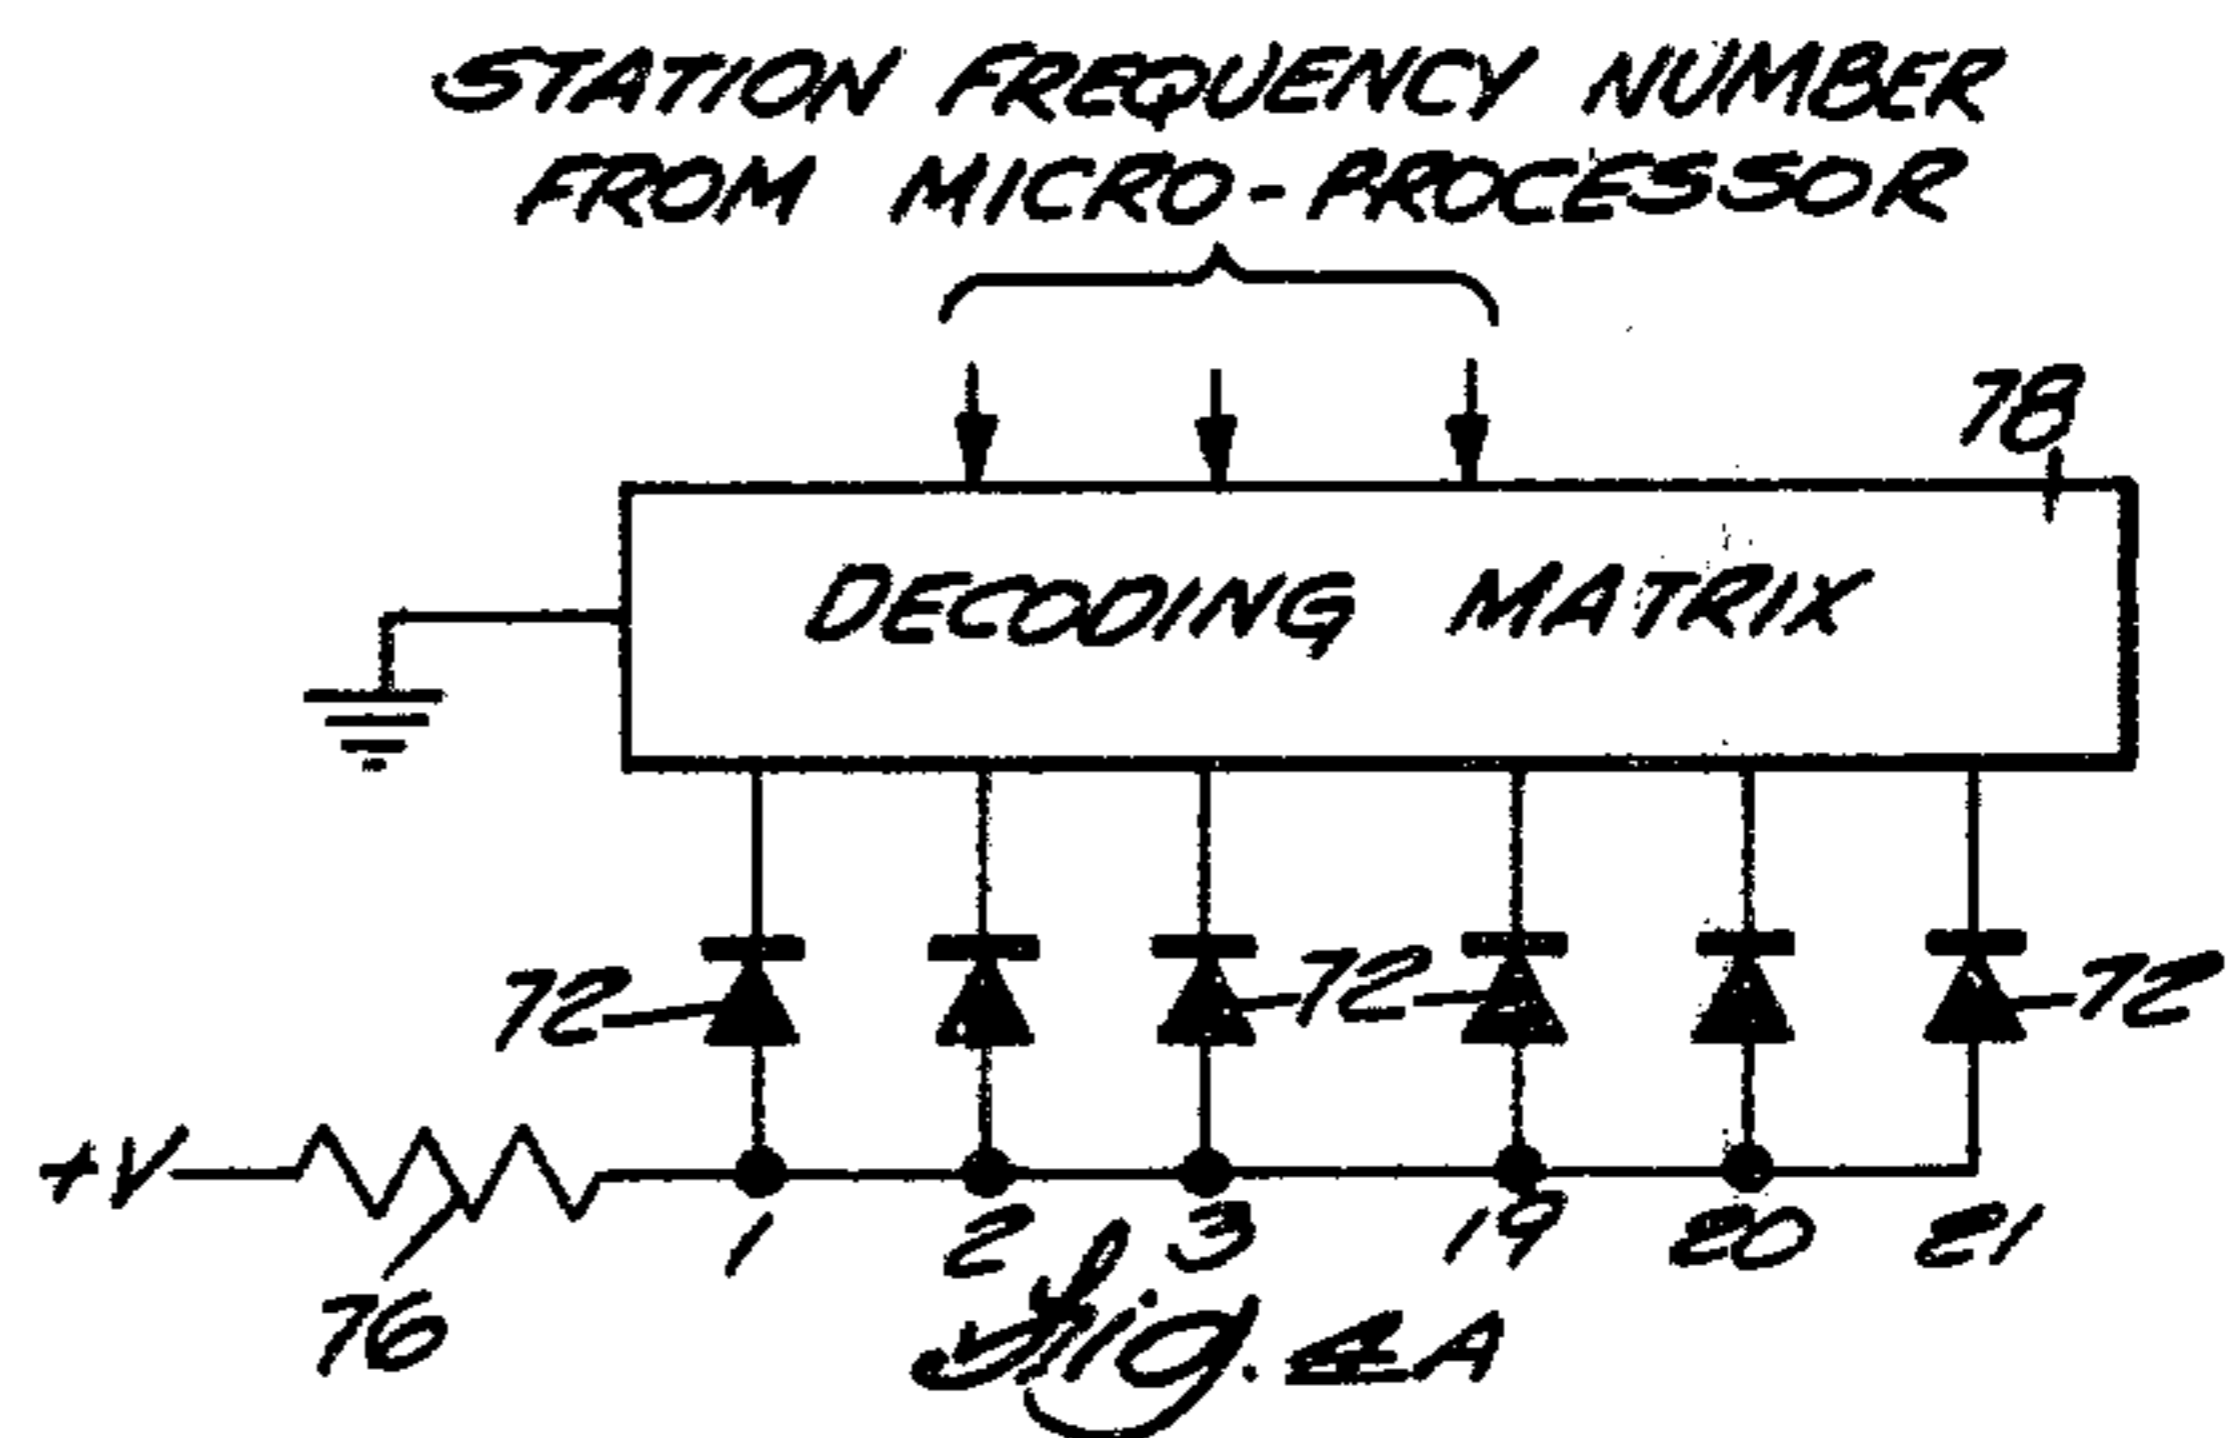 STATION FREQUENCY NUMBER
FROM MICRO-PROCESSOR
78
DECODING MATRIX
72 72 72
+V
1 2 3 19 20 21
76
Fig. 4A